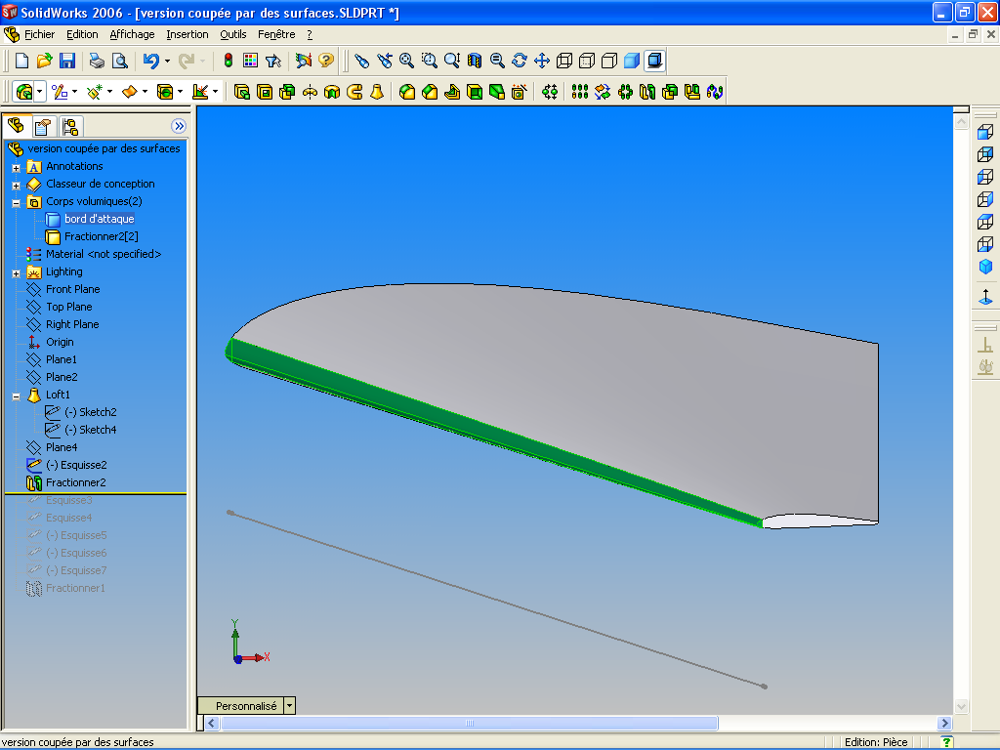 SolidWorks 2006 - [version coupée par des surfaces.SLDPRT *]
Fichier Edition Affichage Insertion Outils Fenêtre ?
version coupée par des surfaces
Annotations
Classeur de conception
Corps volumiques(2)
bord d'attaque
Fractionner2[2]
Material <not specified>
Lighting
Front Plane
Top Plane
Right Plane
Origin
Plane1
Plane2
Loft1
(-) Sketch2
(-) Sketch4
Plane4
(-) Esquisse2
Fractionner2
Esquisse3
Esquisse4
(-) Esquisse5
(-) Esquisse6
(-) Esquisse7
Fractionner1
Y
X
Personnalisé
version coupée par des surfaces Edition: Pièce ?